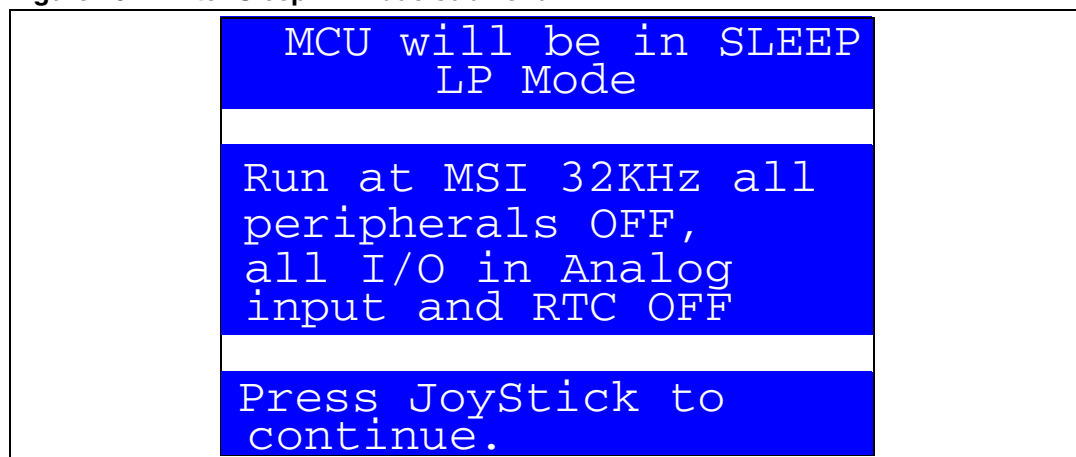 MCU will be in SLEEP
LP Mode
Run at MSI 32KHz all
peripherals OFF,
all I/O in Analog
input and RTC OFF
Press JoyStick to
continue.